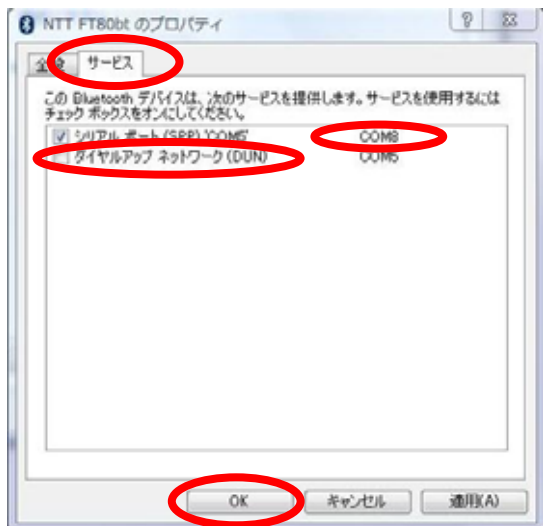 NTT FT80bt のプロパティ
全般 サービス
この Bluetooth デバイスは、次のサービスを提供します。サービスを使用するには
チェック ボックスをオンにしてください。
シリアル ポート (SPP) 'COM5' COM8
ダイヤルアップ ネットワーク (DUN) COM5
OK キャンセル 適用(A)